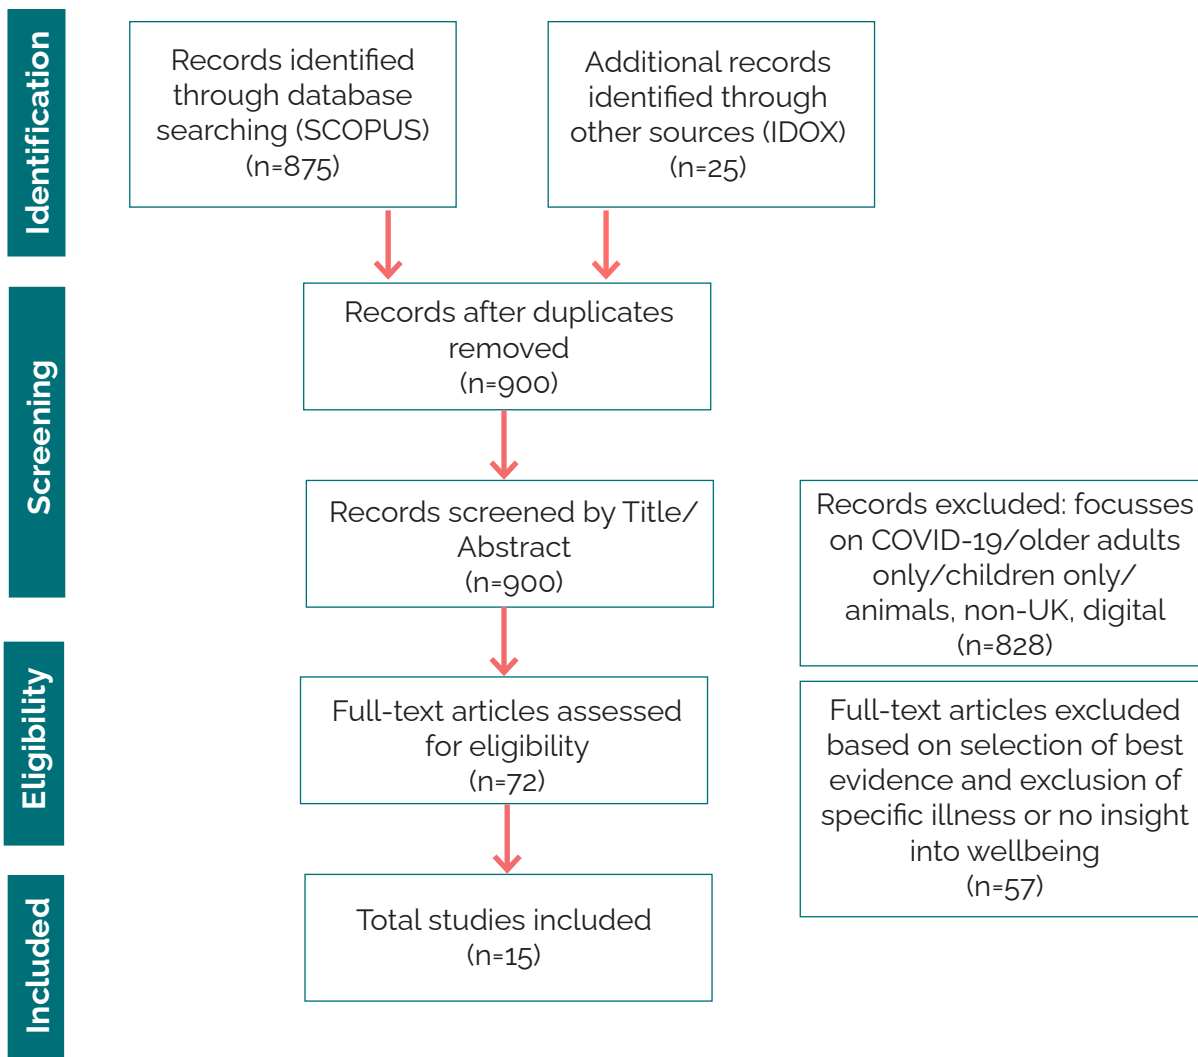 Identification
Records identified
through database
searching (SCOPUS)
(n=875)
Additional records
identified through
other sources (IDOX)
(n=25)
Screening
Records after duplicates
removed
(n=900)
Records screened by Title/
Abstract
(n=900)
Records excluded: focusses
on COVID-19/older adults
only/children only/
animals, non-UK, digital
(n=828)
Eligibility
Full-text articles assessed
for eligibility
(n=72)
Full-text articles excluded
based on selection of best
evidence and exclusion of
specific illness or no insight
into wellbeing
(n=57)
Included
Total studies included
(n=15)